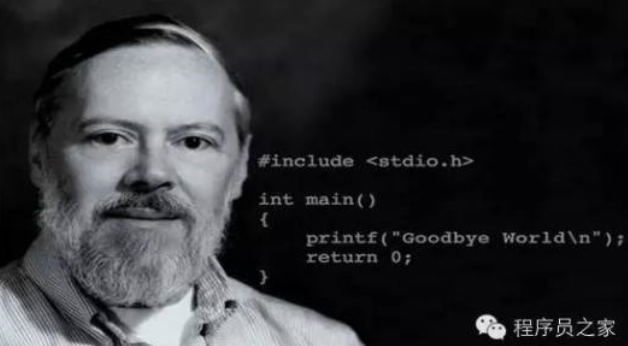 #include <stdio.h>
int main()
{
    printf("Goodbye World\n");
    return 0;
}
程序员之家